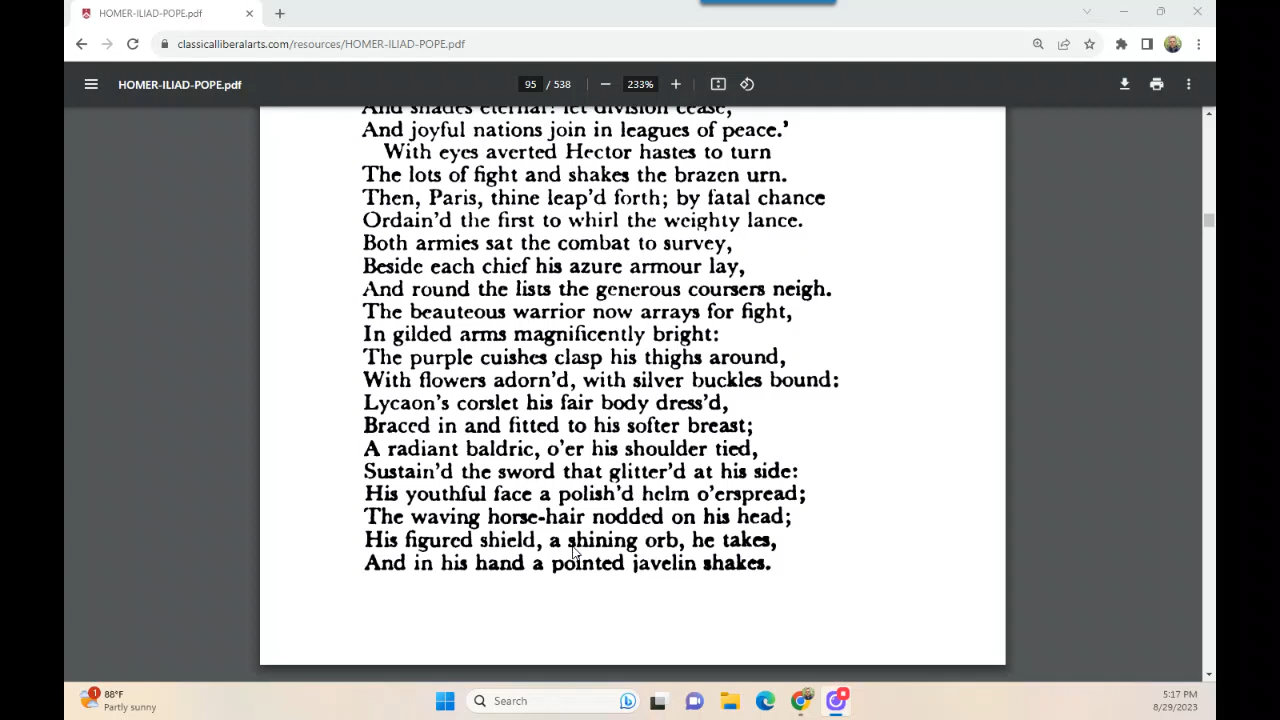 HOMER-ILIAD-POPE.pdf
classicalliberalarts.com/resources/HOMER-ILIAD-POPE.pdf
HOMER-ILIAD-POPE.pdf 95 / 538 233%
And shades eternal! let division cease,
And joyful nations join in leagues of peace.'
With eyes averted Hector hastes to turn
The lots of fight and shakes the brazen urn.
Then, Paris, thine leap'd forth; by fatal chance
Ordain'd the first to whirl the weighty lance.
Both armies sat the combat to survey,
Beside each chief his azure armour lay,
And round the lists the generous coursers neigh.
The beauteous warrior now arrays for fight,
In gilded arms magnificently bright:
The purple cuishes clasp his thighs around,
With flowers adorn'd, with silver buckles bound:
Lycaon's corslet his fair body dress'd,
Braced in and fitted to his softer breast;
A radiant baldric, o'er his shoulder tied,
Sustain'd the sword that glitter'd at his side:
His youthful face a polish'd helm o'erspread;
The waving horse-hair nodded on his head;
His figured shield, a shining orb, he takes,
And in his hand a pointed javelin shakes.
1
88°F
Partly sunny
Search
5:17 PM
8/29/2023